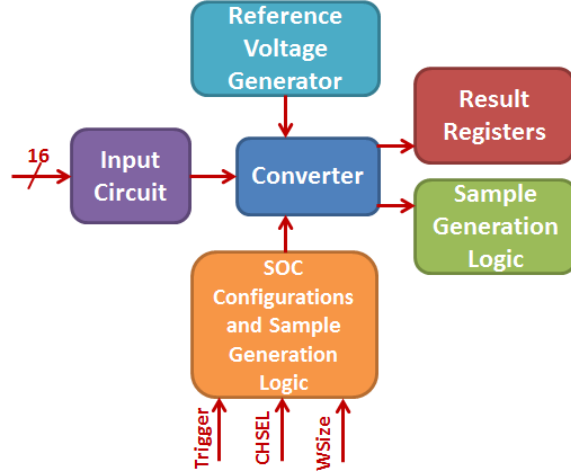 Reference
Voltage
Generator
Result
Registers
16
Input
Circuit
Converter
Sample
Generation
Logic
SOC
Configurations
and Sample
Generation
Logic
Trigger
CHSEL
WSize